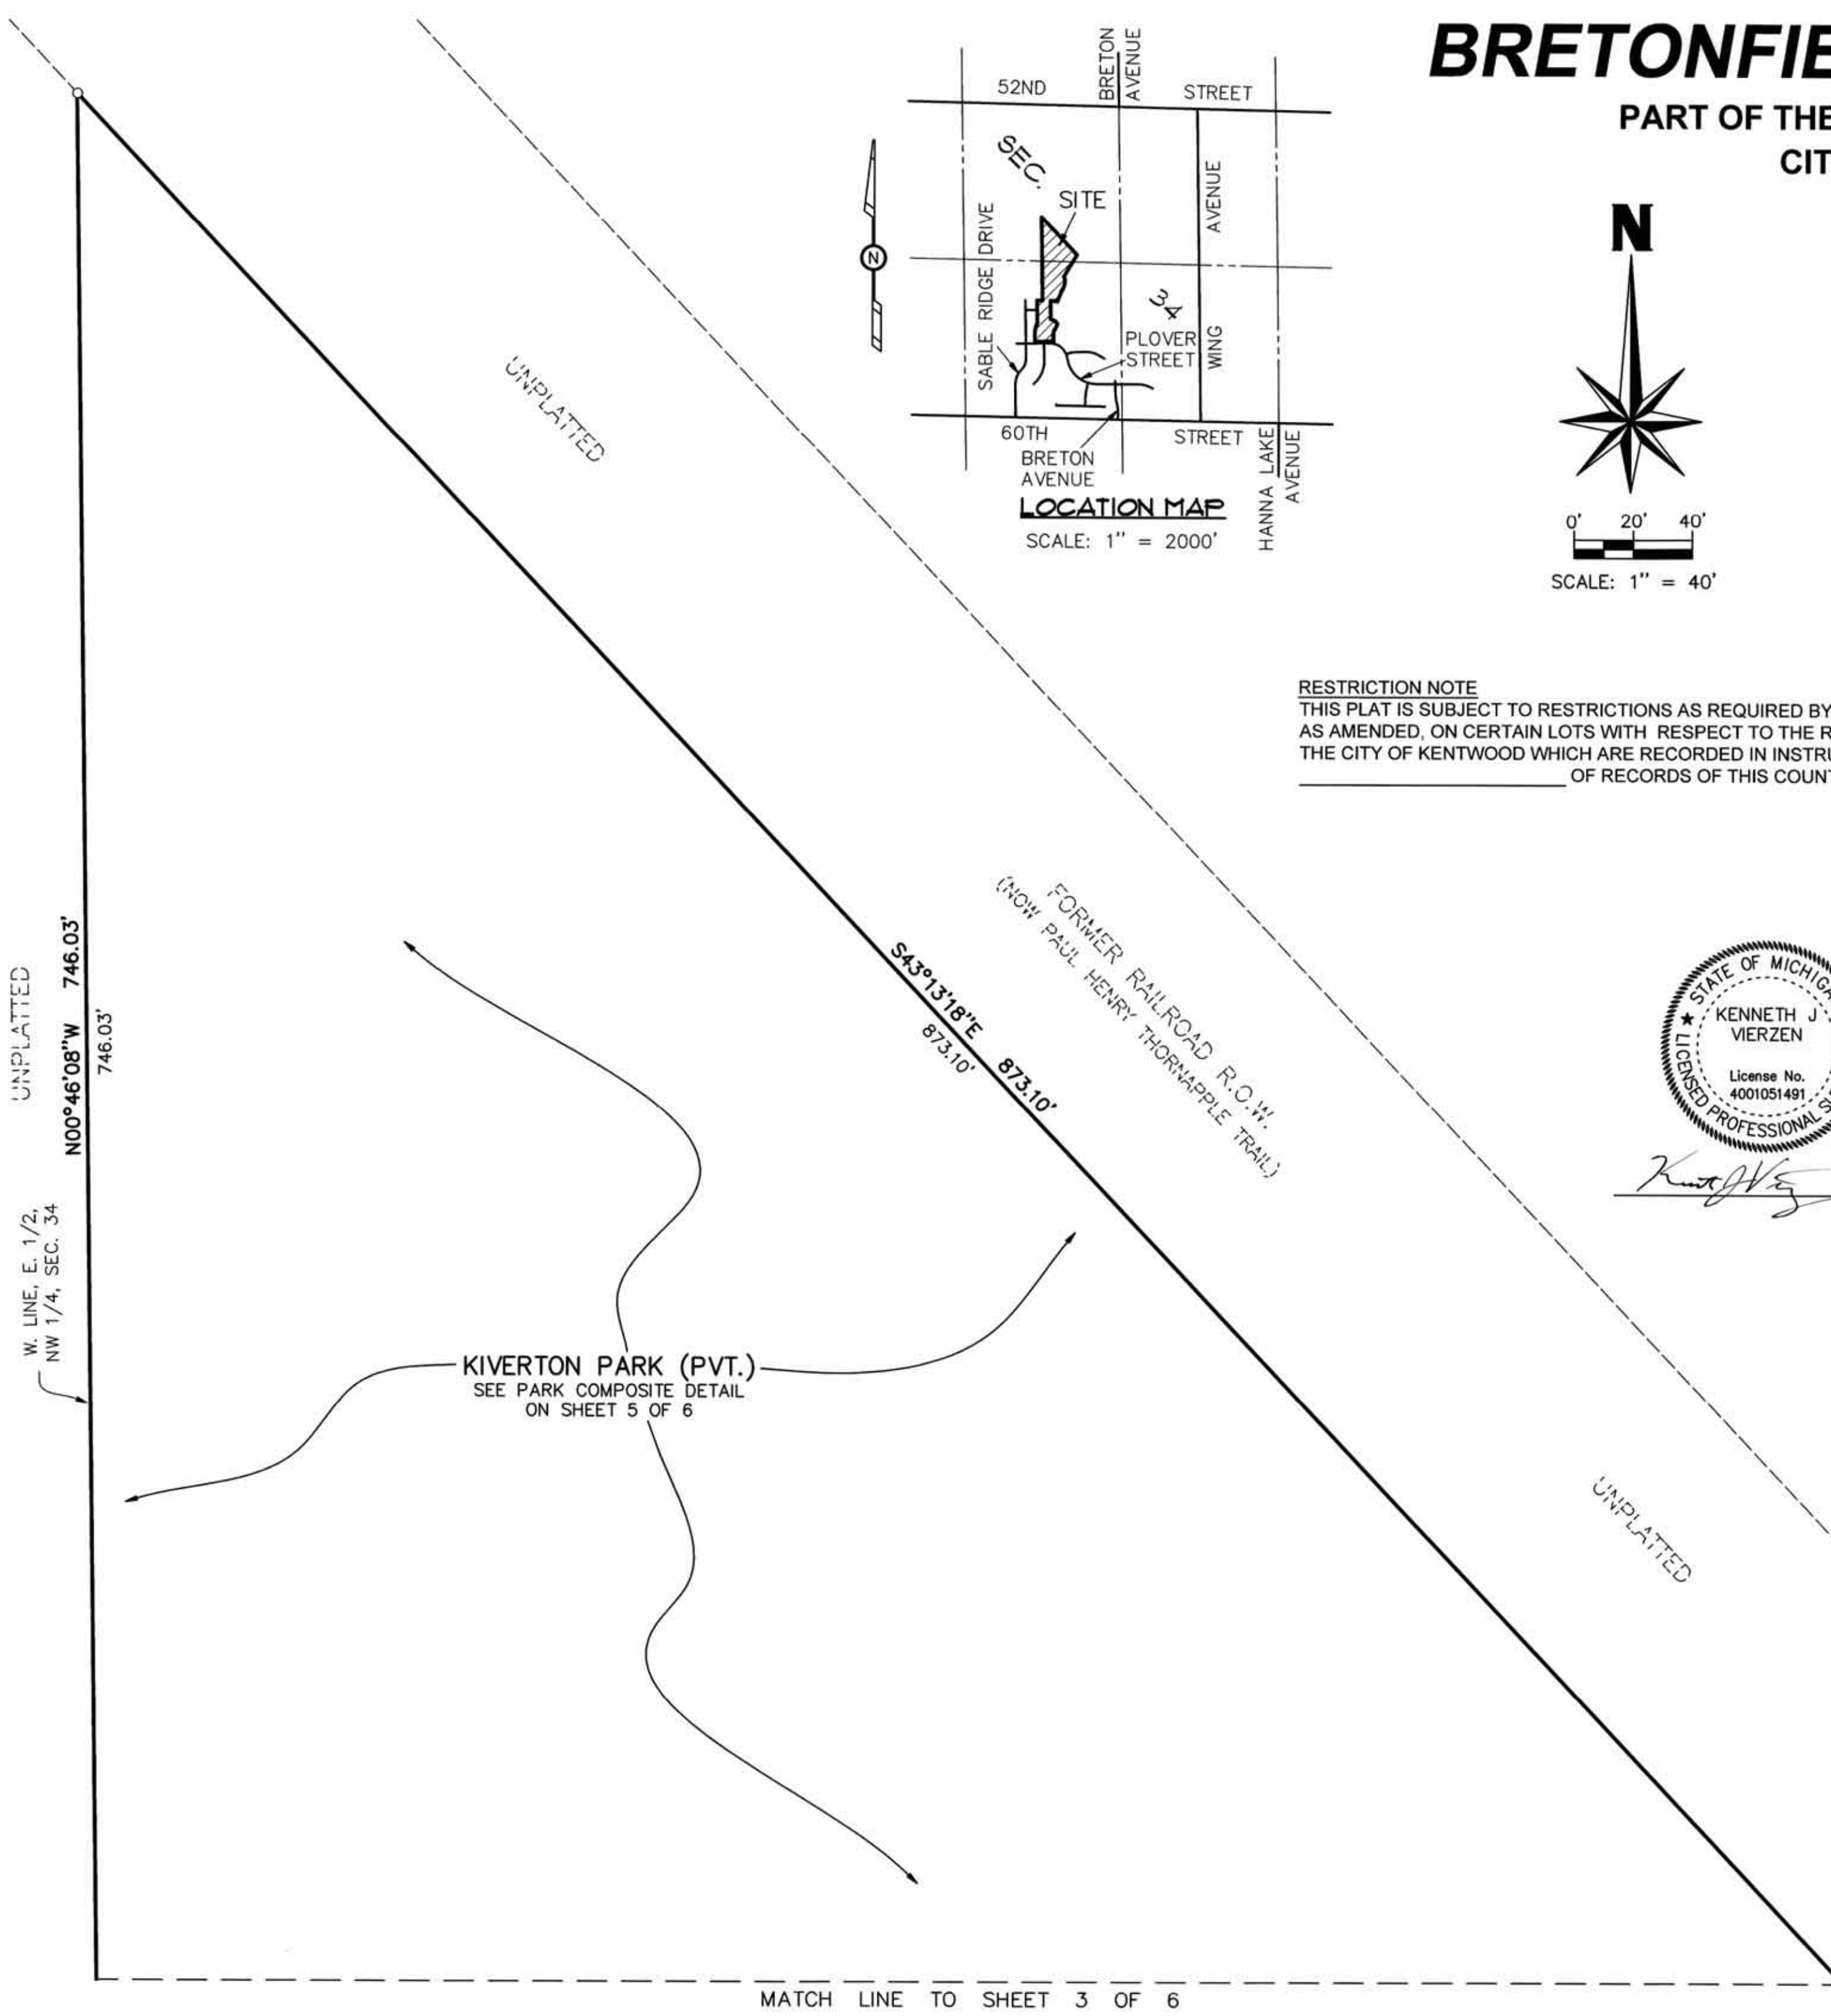 BRETONFIE
PART OF THE
CIT
52ND
STREET
BRETON
AVENUE
SEC.
SITE
SABLE RIDGE DRIVE
AVENUE
WING
34
PLOVER
STREET
N
60TH
STREET
BRETON
AVENUE
HANNA LAKE
AVENUE
LOCATION MAP
SCALE: 1" = 2000'
N
0' 20' 40'
SCALE: 1" = 40'
UNPLATTED
RESTRICTION NOTE
THIS PLAT IS SUBJECT TO RESTRICTIONS AS REQUIRED BY
AS AMENDED, ON CERTAIN LOTS WITH RESPECT TO THE R
THE CITY OF KENTWOOD WHICH ARE RECORDED IN INSTRU
OF RECORDS OF THIS COUNT
FORMER RAILROAD R.O.W.
(NOW PAUL HENRY THORNAPPLE TRAIL)
S43°13'18"E 873.10'
873.10'
STATE OF MICHIGA
KENNETH J
VIERZEN
License No.
4001051491
LICENSED PROFESSIONAL SU
UNPLATTED
N00°46'08"W 746.03'
746.03'
W. LINE, E. 1/2,
NW 1/4, SEC. 34
KIVERTON PARK (PVT.)
SEE PARK COMPOSITE DETAIL
ON SHEET 5 OF 6
UNPLATTED
MATCH LINE TO SHEET 3 OF 6